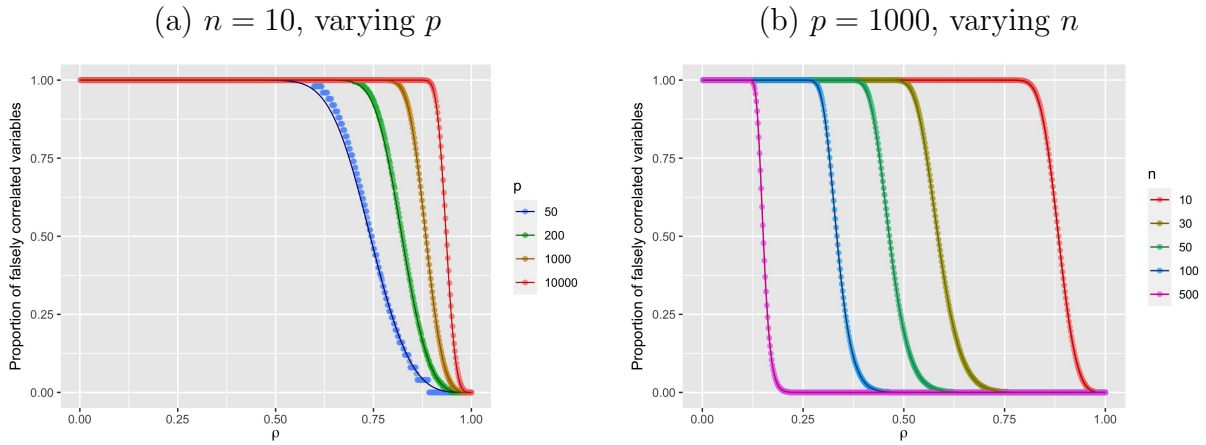 (a) n = 10, varying p
Proportion of falsely correlated variables
1.00
0.75
0.50
0.25
0.00
0.00 0.25 0.50 0.75 1.00
ρ
p
50
200
1000
10000
(b) p = 1000, varying n
Proportion of falsely correlated variables
1.00
0.75
0.50
0.25
0.00
0.00 0.25 0.50 0.75 1.00
ρ
n
10
30
50
100
500